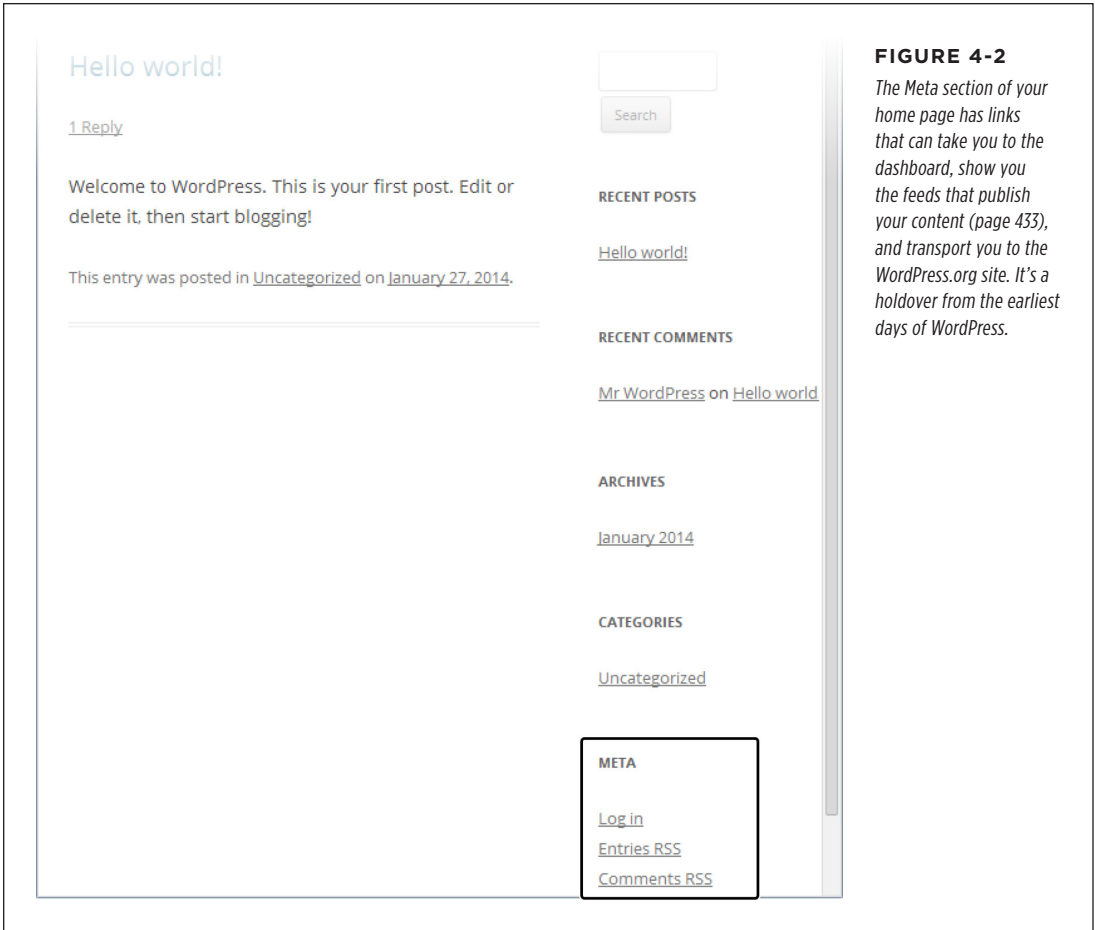 Hello world!
1 Reply
Welcome to WordPress. This is your first post. Edit or
delete it, then start blogging!
This entry was posted in Uncategorized on January 27, 2014.
Search
RECENT POSTS
Hello world!
RECENT COMMENTS
Mr WordPress on Hello world
ARCHIVES
January 2014
CATEGORIES
Uncategorized
META
Log in
Entries RSS
Comments RSS
FIGURE 4-2
The Meta section of your
home page has links
that can take you to the
dashboard, show you
the feeds that publish
your content (page 433),
and transport you to the
WordPress.org site. It’s a
holdover from the earliest
days of WordPress.